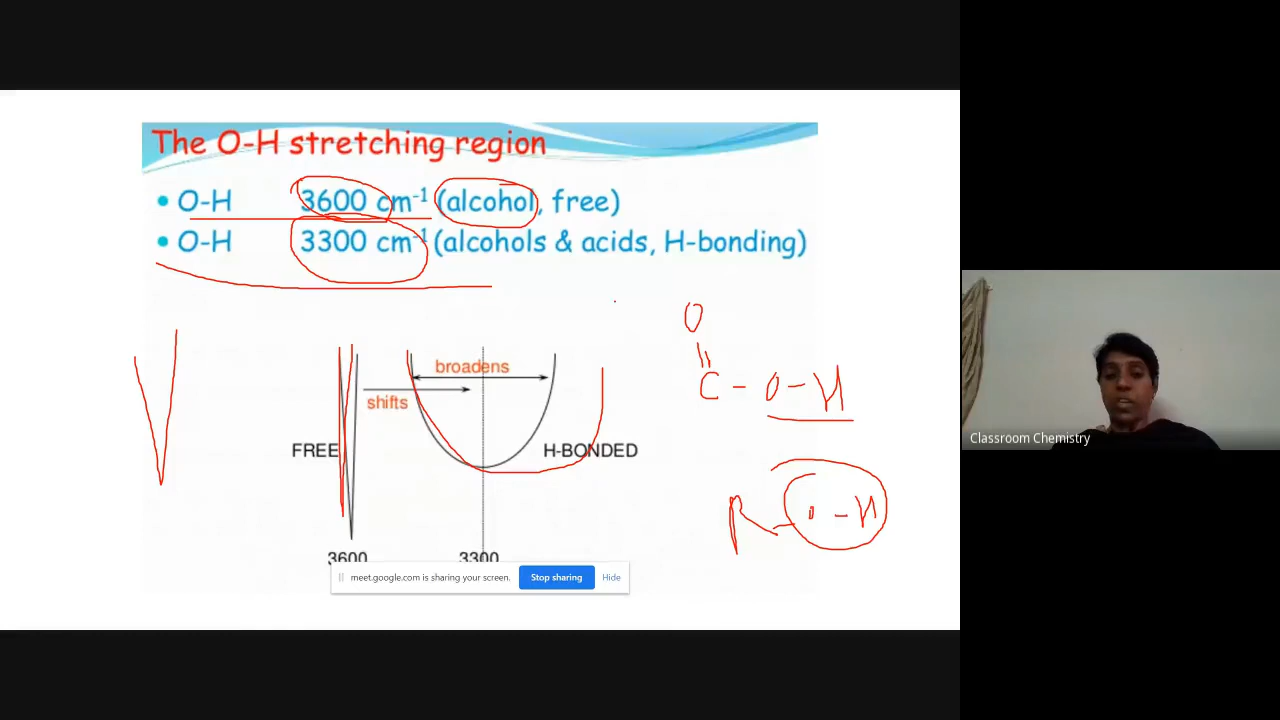 The O-H stretching region
• O-H 3600 cm-1 (alcohol, free)
• O-H 3300 cm-1 (alcohols & acids, H-bonding)
O
C - O - H
broadens
shifts
FREE
H-BONDED
R - O - H
3600 3300
meet.google.com is sharing your screen. Stop sharing Hide
Classroom Chemistry